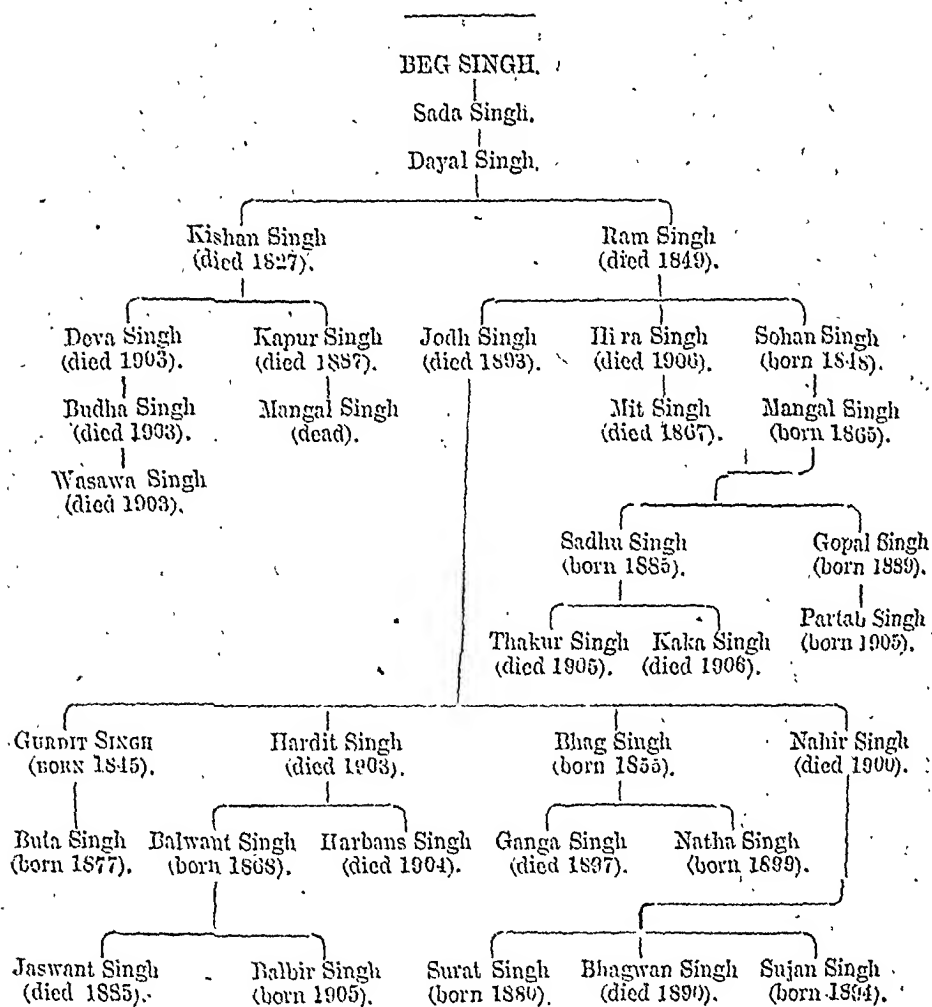 BEG SINGH.
Sada Singh.
Dayal Singh.
Kishan Singh Ram Singh
(died 1827). (died 1849).
Deva Singh Kapur Singh Jodh Singh Hira Singh Sohan Singh
(died 1903). (died 1887). (died 1893). (died 1906). (born 1848).
Budha Singh Mangal Singh Mit Singh Mangal Singh
(died 1903). (dead). (died 1867). (born 1865).
Wasawa Singh
(died 1903).
Sadhu Singh Gopal Singh
(born 1885). (born 1889).
Thakur Singh Kaka Singh Partab Singh
(died 1905). (died 1906). (born 1905).
GURDIT SINGH Hardit Singh Bhag Singh Nahir Singh
(BORN 1845). (died 1903). (born 1855). (died 1900).
Buta Singh Balwant Singh Harbans Singh Ganga Singh Natha Singh
(born 1877). (born 1868). (died 1904). (died 1897). (born 1899).
Jaswant Singh Balbir Singh Surat Singh Bhagwan Singh Sujan Singh
(died 1885). (born 1905). (born 1880). (died 1890). (born 1894).